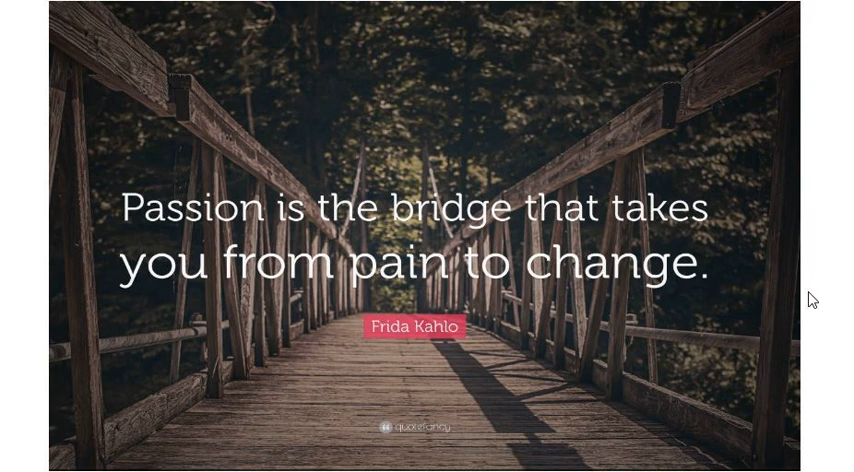 Passion is the bridge that takes
you from pain to change.
Frida Kahlo
quotefancy